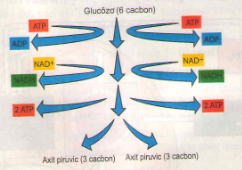 Glucôzơ (6 cacbon)
ATP ATP
ADP ADP
NAD+ NAD+
NADH NADH
2 ATP 2 ATP
Axit piruvic (3 cacbon) Axit piruvic (3 cacbon)